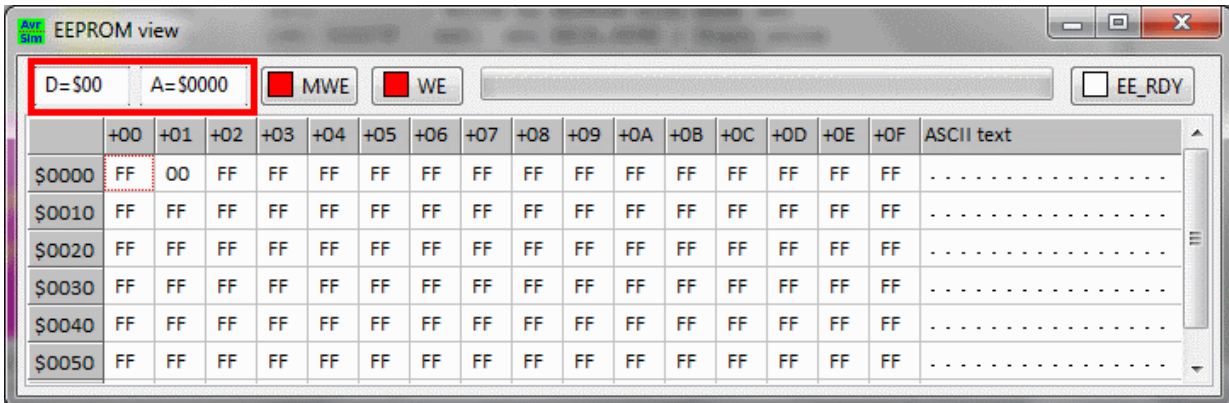 Avr Sim EEPROM view
D=$00 A=$0000 MWE WE EE_RDY
+00 +01 +02 +03 +04 +05 +06 +07 +08 +09 +0A +0B +0C +0D +0E +0F ASCII text
$0000 FF 00 FF FF FF FF FF FF FF FF FF FF FF FF FF FF . . . . . . . . . . . . . . . .
$0010 FF FF FF FF FF FF FF FF FF FF FF FF FF FF FF FF . . . . . . . . . . . . . . . .
$0020 FF FF FF FF FF FF FF FF FF FF FF FF FF FF FF FF . . . . . . . . . . . . . . . .
$0030 FF FF FF FF FF FF FF FF FF FF FF FF FF FF FF FF . . . . . . . . . . . . . . . .
$0040 FF FF FF FF FF FF FF FF FF FF FF FF FF FF FF FF . . . . . . . . . . . . . . . .
$0050 FF FF FF FF FF FF FF FF FF FF FF FF FF FF FF FF . . . . . . . . . . . . . . . .